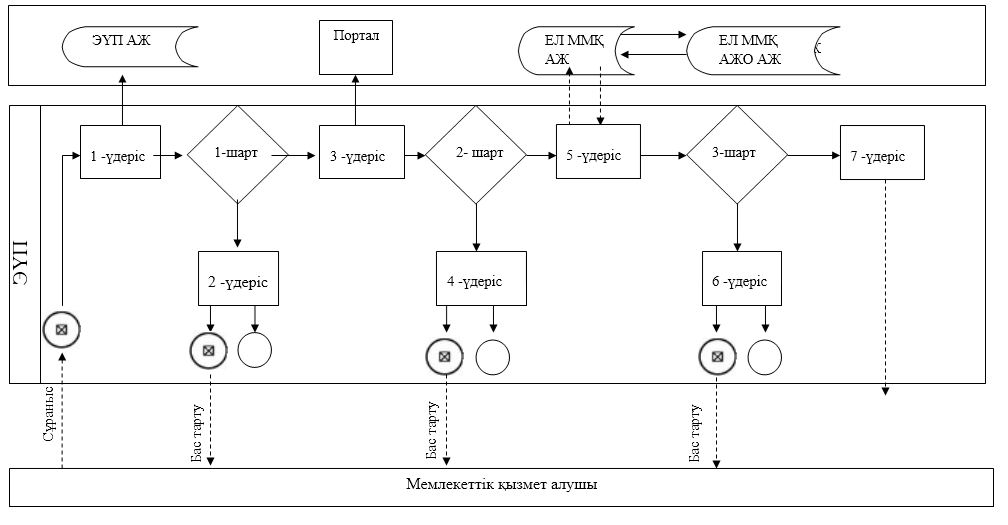 ЭҮП АЖ
Портал
ЕЛ ММҚ
АЖ
ЕЛ ММҚ
АЖО АЖ
ЭҮП
1 -үдеріс
1-шарт
3 -үдеріс
2- шарт
5 -үдеріс
3-шарт
7 -үдеріс
2 -үдеріс
4 -үдеріс
6 -үдеріс
Сұраныс
Бас тарту
Бас тарту
Бас тарту
Мемлекеттік қызмет алушы